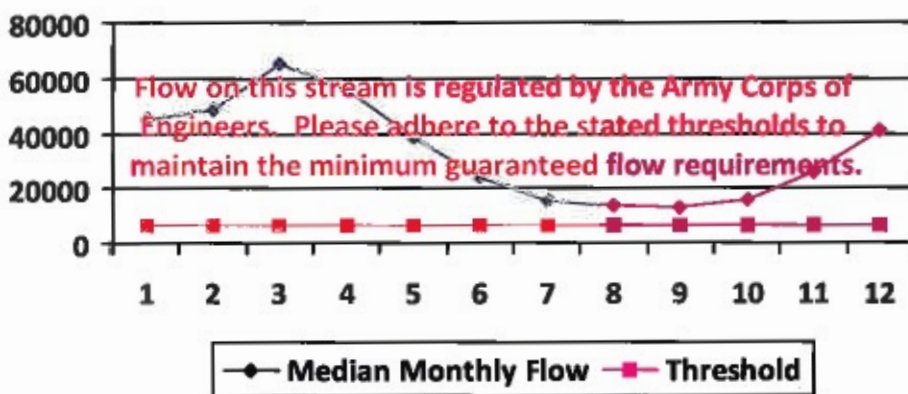 80000
60000
40000
20000
0
Flow on this stream is regulated by the Army Corps of
Engineers. Please adhere to the stated thresholds to
maintain the minimum guaranteed flow requirements.
1 2 3 4 5 6 7 8 9 10 11 12
Median Monthly Flow Threshold